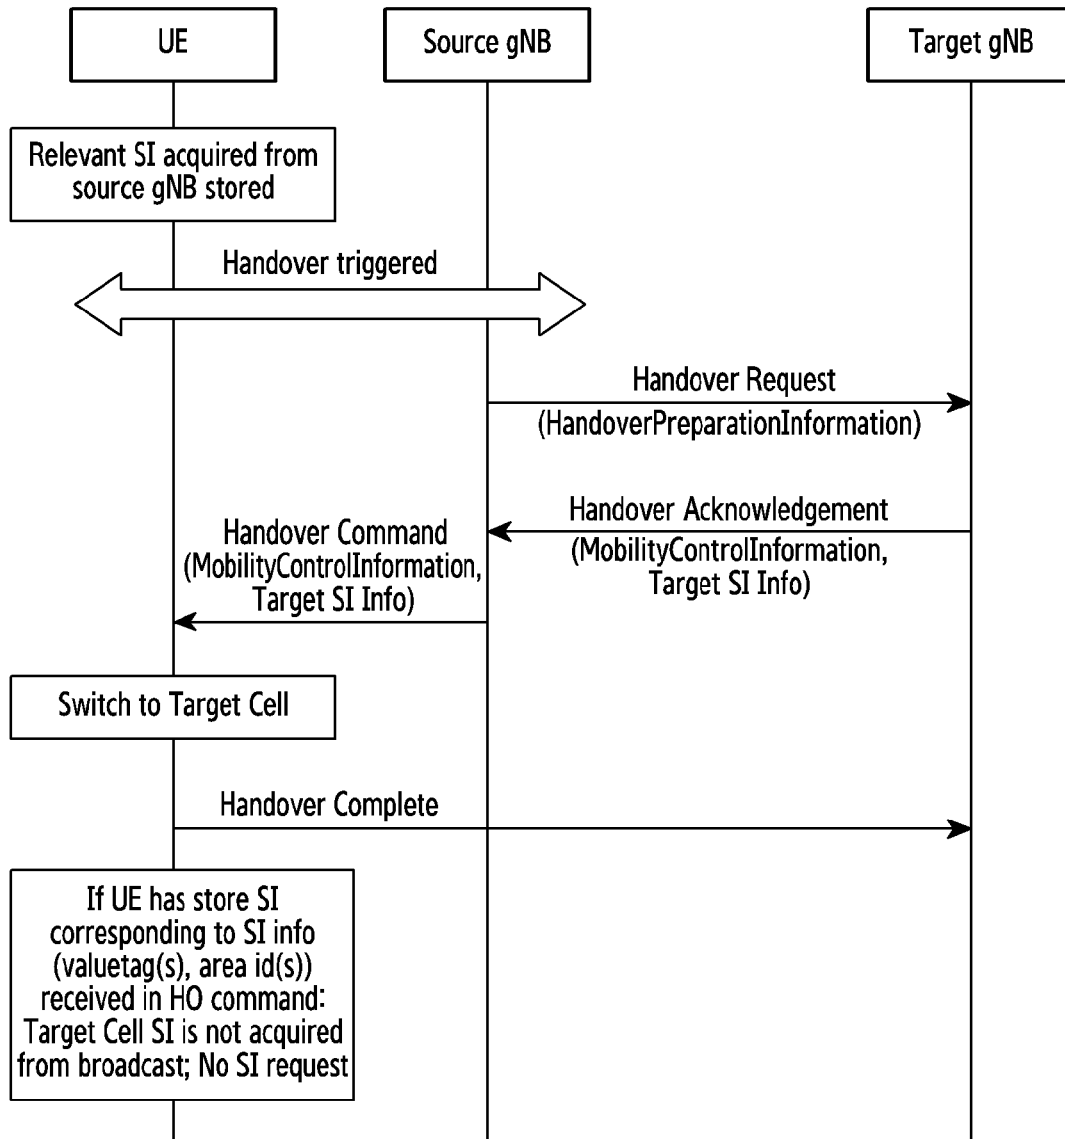 UE
Source gNB
Target gNB
Relevant SI acquired from
source gNB stored
Handover triggered
Handover Request
(HandoverPreparationInformation)
Handover Acknowledgement
(MobilityControlInformation,
Target SI Info)
Handover Command
(MobilityControlInformation,
Target SI Info)
Switch to Target Cell
Handover Complete
If UE has store SI
corresponding to SI info
(valuetag(s), area id(s))
received in HO command:
Target Cell SI is not acquired
from broadcast; No SI request